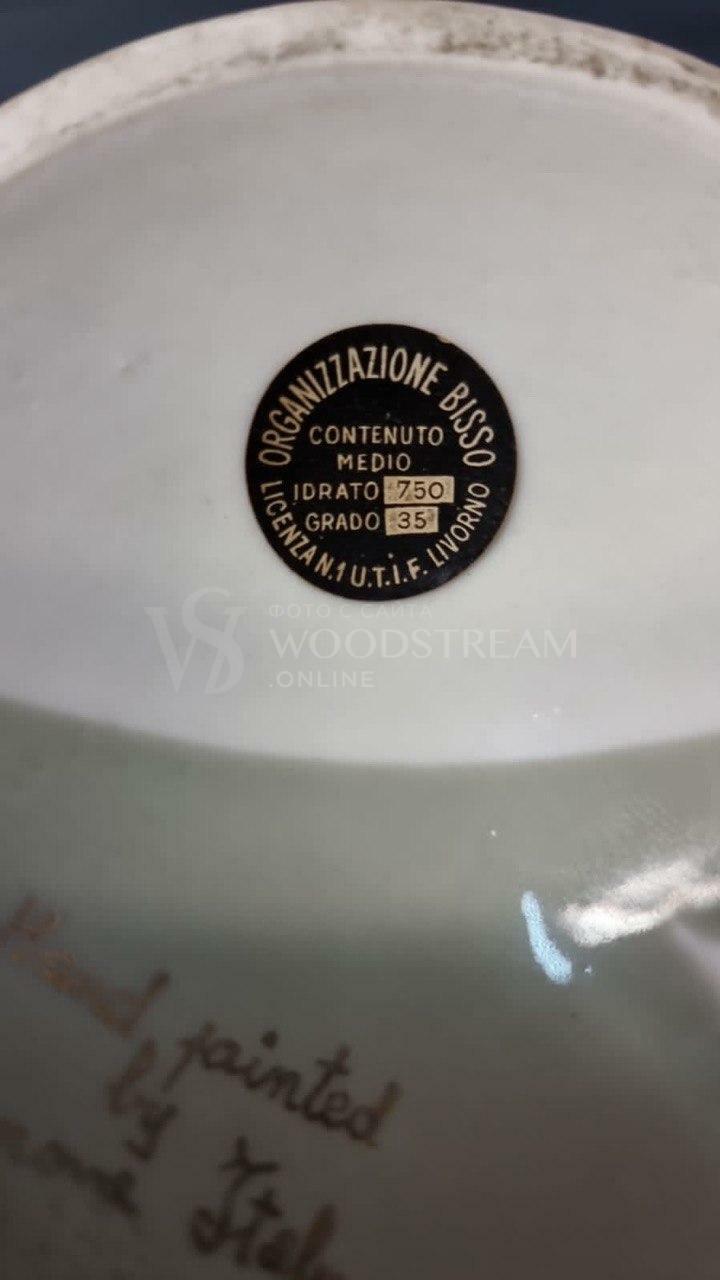 ORGANIZZAZIONE BISSO
CONTENUTO
MEDIO
IDRATO 750
GRADO 35
LICENZA N.1 U.T.I.F. LIVORNO
ФОТО С САЙТА
WOODSTREAM
.ONLINE
Hand painted
by
Italy